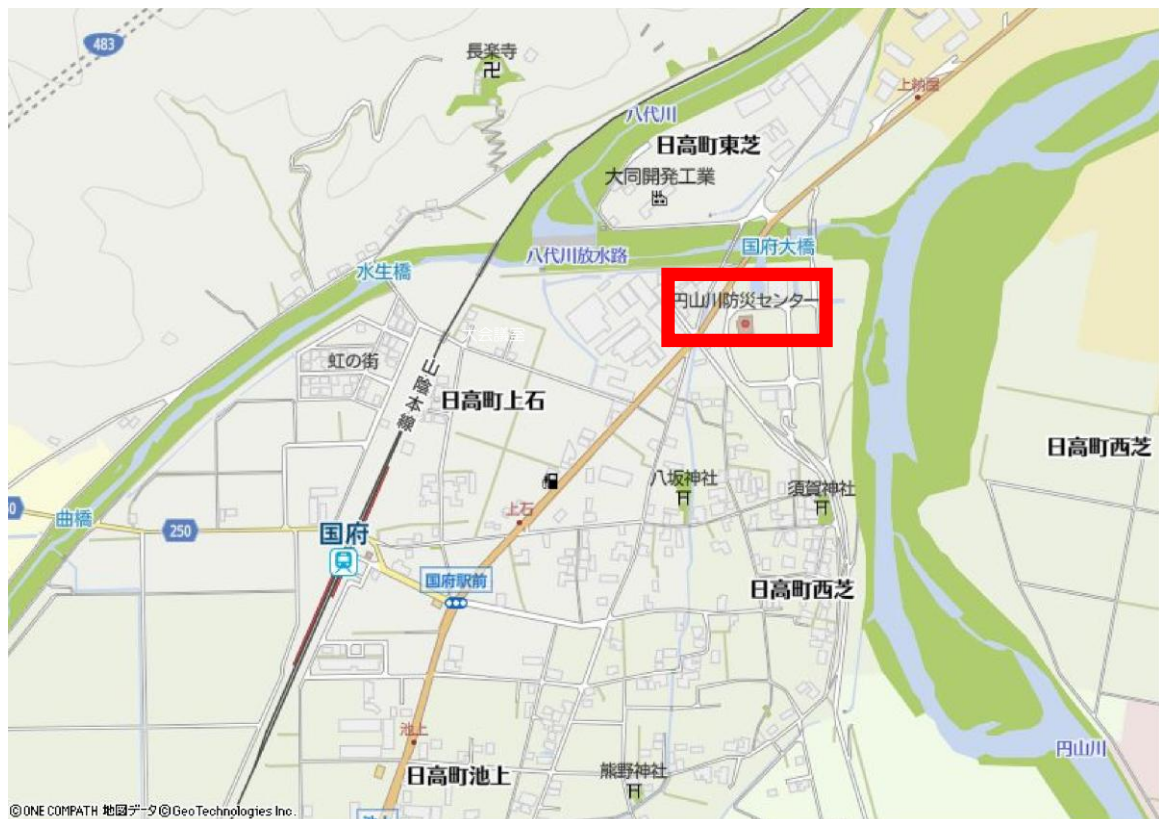 483
長楽寺
卍
上納屋
八代川
日高町東芝
大同開発工業
国府大橋
八代川放水路
水生橋
円山川防災センター
大会議室
虹の街
山陰本線
日高町上石
日高町西芝
八坂神社
須賀神社
曲橋
250
上石
国府
国府駅前
日高町西芝
池上
円山川
日高町池上
熊野神社
©ONE COMPATH 地図データ©GeoTechnologies Inc.